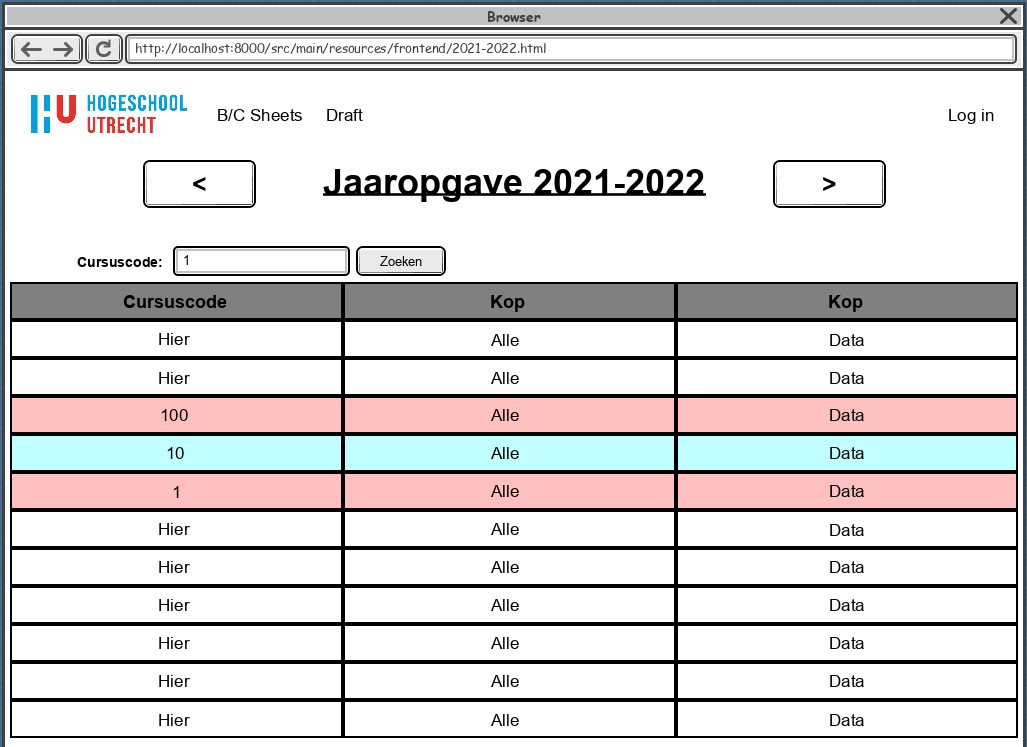 Browser
http://localhost:8000/src/main/resources/frontend/2021-2022.html
HU HOGESCHOOL UTRECHT B/C Sheets Draft Log in
< Jaaropgave 2021-2022 >
Cursuscode: 1 Zoeken
Cursuscode Kop Kop
Hier Alle Data
Hier Alle Data
100 Alle Data
10 Alle Data
1 Alle Data
Hier Alle Data
Hier Alle Data
Hier Alle Data
Hier Alle Data
Hier Alle Data
Hier Alle Data